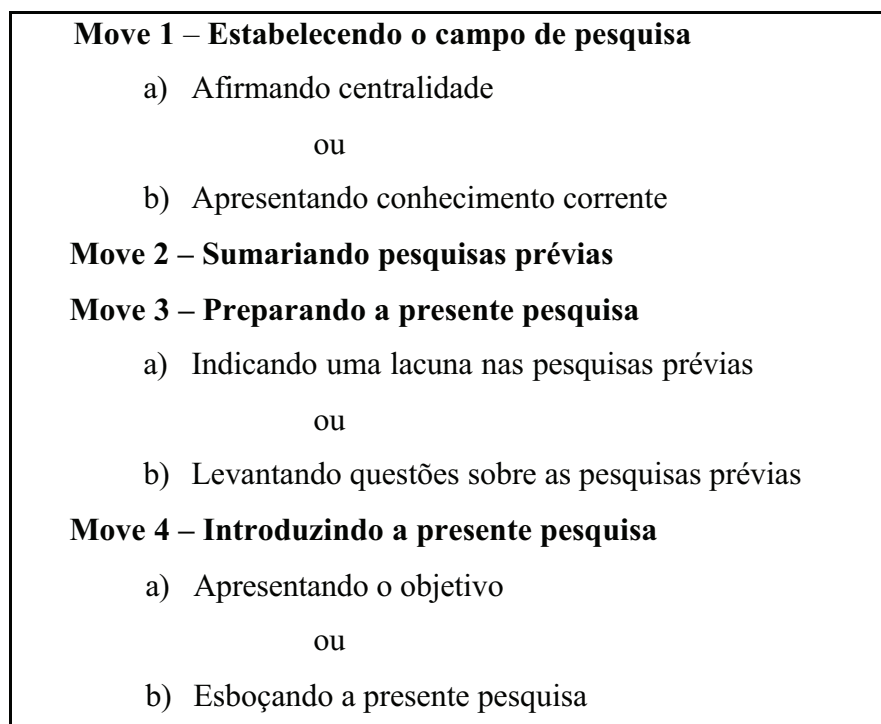 Move 1 – Estabelecendo o campo de pesquisa
a) Afirmando centralidade
ou
b) Apresentando conhecimento corrente
Move 2 – Sumariando pesquisas prévias
Move 3 – Preparando a presente pesquisa
a) Indicando uma lacuna nas pesquisas prévias
ou
b) Levantando questões sobre as pesquisas prévias
Move 4 – Introduzindo a presente pesquisa
a) Apresentando o objetivo
ou
b) Esboçando a presente pesquisa